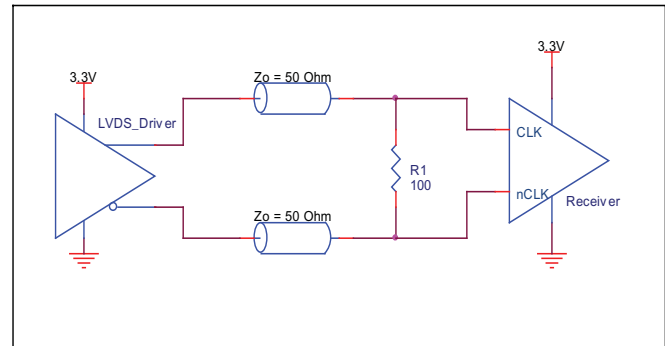 3.3V
Zo = 50 Ohm
3.3V
LVDS_Driver
CLK
R1
100
nCLK
Receiver
Zo = 50 Ohm